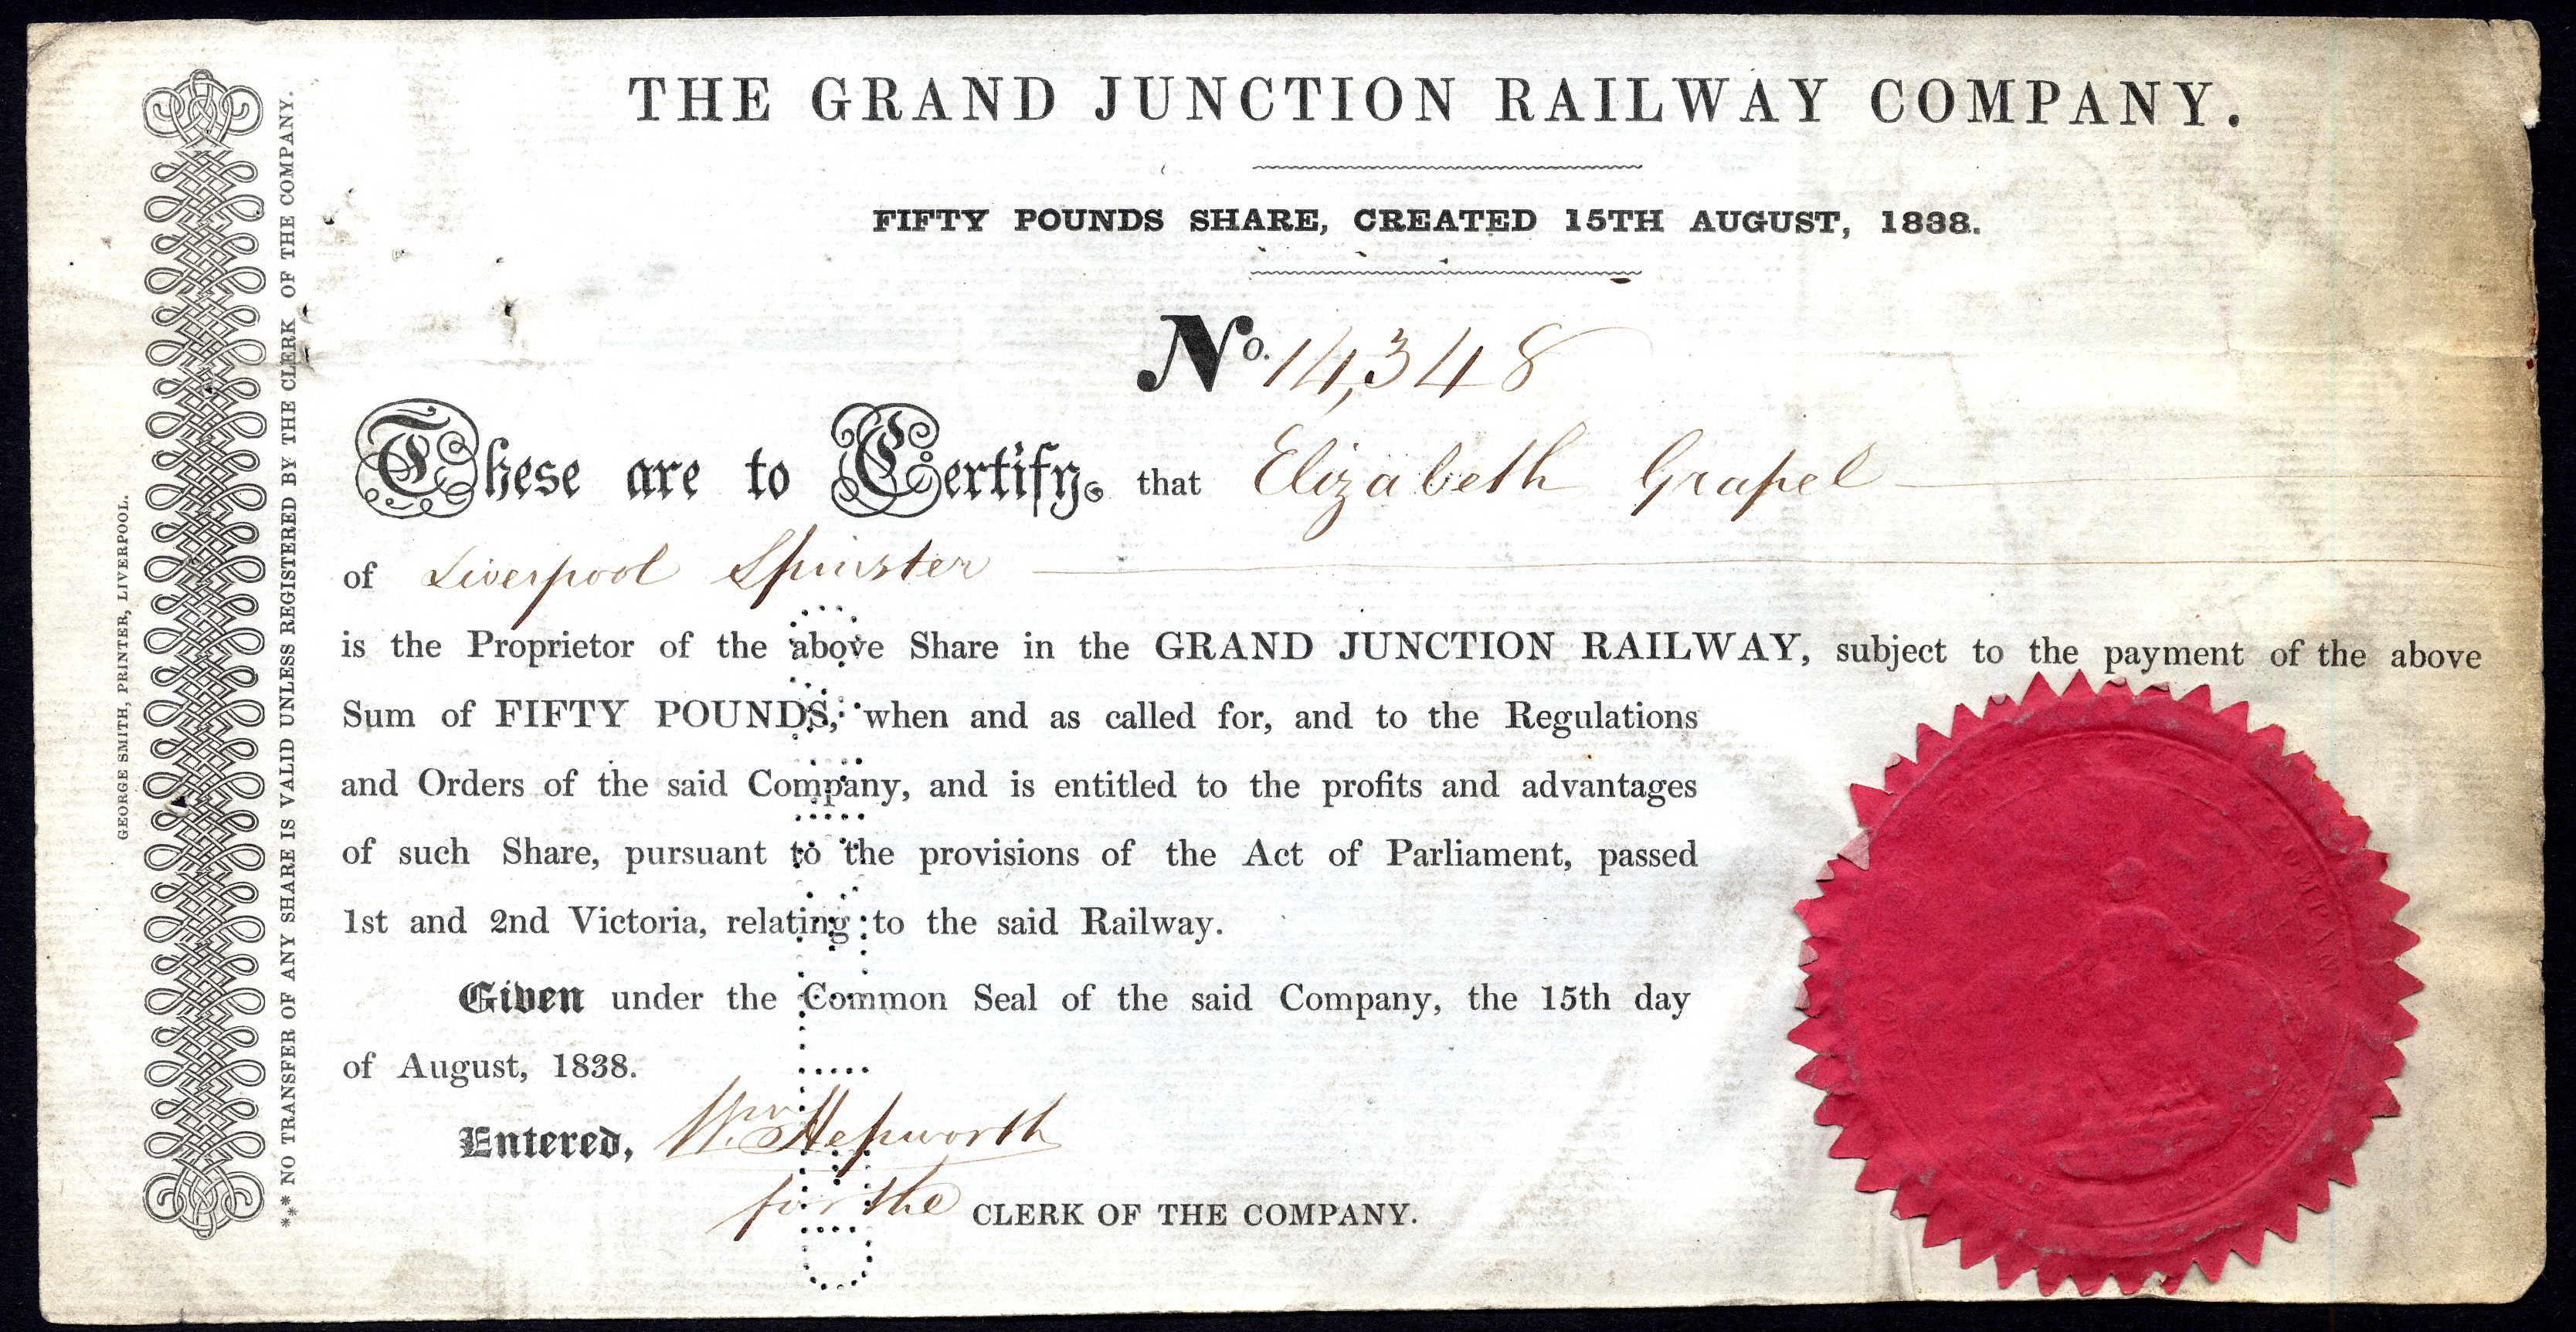 THE GRAND JUNCTION RAILWAY COMPANY.
FIFTY POUNDS SHARE, CREATED 15TH AUGUST, 1838.
No. 14,348
These are to Certify, that Elizabeth Grapel
of Liverpool Spinster
is the Proprietor of the above Share in the GRAND JUNCTION RAILWAY, subject to the payment of the above
Sum of FIFTY POUNDS, when and as called for, and to the Regulations
and Orders of the said Company, and is entitled to the profits and advantages
of such Share, pursuant to the provisions of the Act of Parliament, passed
1st and 2nd Victoria, relating to the said Railway.
Given under the Common Seal of the said Company, the 15th day
of August, 1838.
Entered, Wm Hepworth
for the CLERK OF THE COMPANY.
*** NO TRANSFER OF ANY SHARE IS VALID UNLESS REGISTERED BY THE CLERK OF THE COMPANY.
GEORGE SMITH, PRINTER, LIVERPOOL.